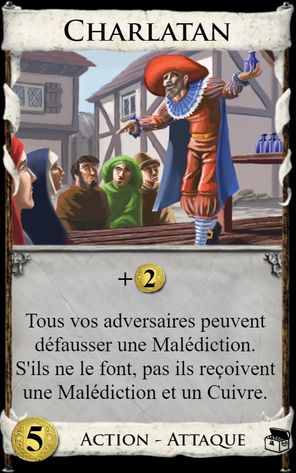 CHARLATAN
+2
Tous vos adversaires peuvent
défausser une Malédiction.
S'ils ne le font, pas ils reçoivent
une Malédiction et un Cuivre.
5 ACTION - ATTAQUE